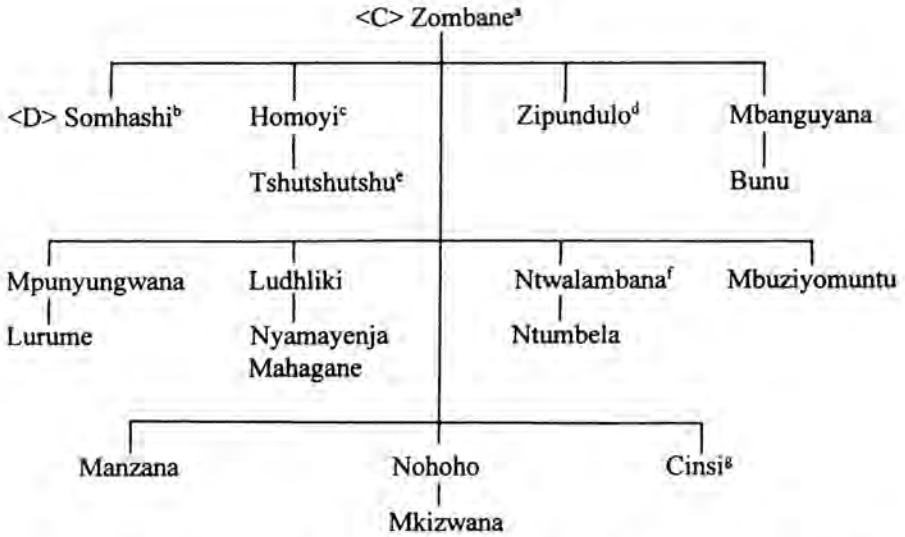 <C> Zombaneᵃ
<D> Somhashiᵇ Homoyiᶜ Zipunduloᵈ Mbanguyana
Tshutshutshuᵉ Bunu
Mpunyungwana Ludhliki Ntwalambanaᶠ Mbuziyomuntu
Lurume Nyamayenja Ntumbela
Mahagane
Manzana Nohoho Cinsiᵍ
Mkizwana